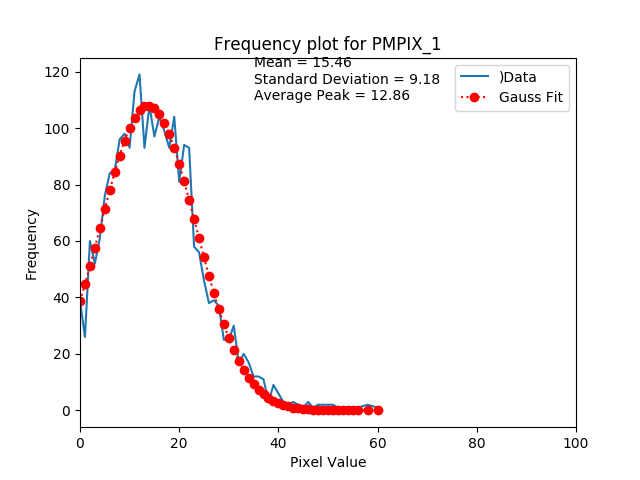 Frequency plot for PMPIX_1
Mean = 15.46
Standard Deviation = 9.18
Average Peak = 12.86
)Data
Gauss Fit
120
100
80
60
40
20
0
Frequency
0 20 40 60 80 100
Pixel Value